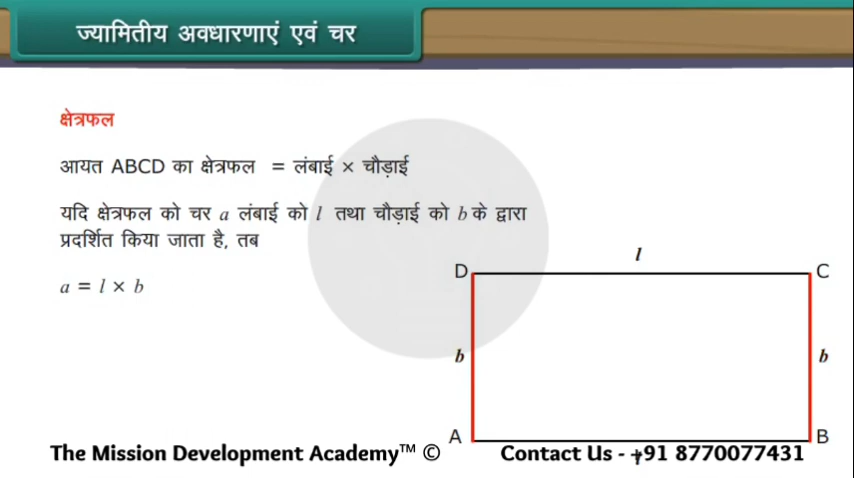 ज्यामितीय अवधारणाएं एवं चर
क्षेत्रफल
आयत ABCD का क्षेत्रफल = लंबाई × चौड़ाई
यदि क्षेत्रफल को चर a लंबाई को l तथा चौड़ाई को b के द्वारा
प्रदर्शित किया जाता है, तब
a = l × b
l
D
C
b
b
A
B
l
The Mission Development Academy™ ©
Contact Us - +91 8770077431